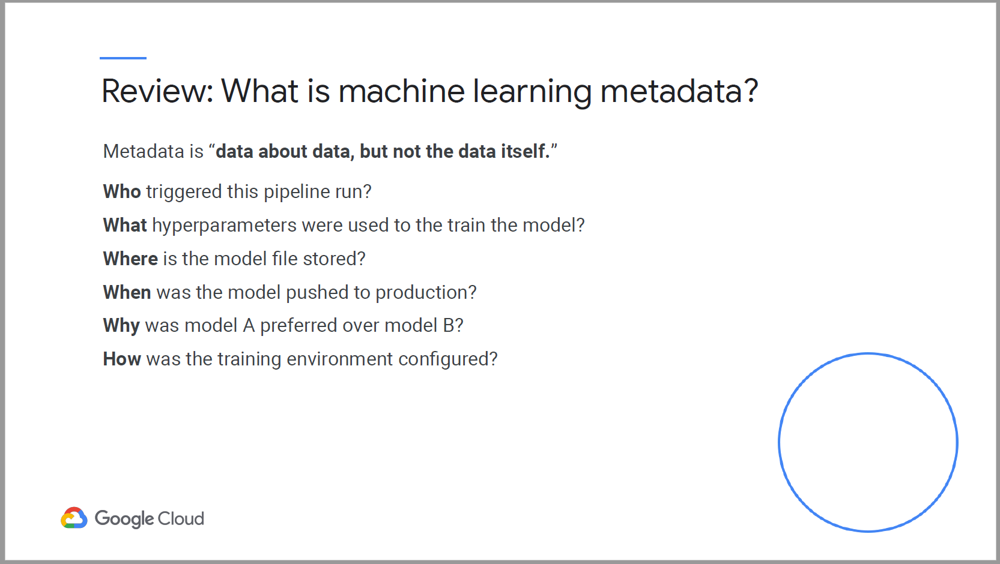 Review: What is machine learning metadata?
Metadata is “data about data, but not the data itself.”
Who triggered this pipeline run?
What hyperparameters were used to the train the model?
Where is the model file stored?
When was the model pushed to production?
Why was model A preferred over model B?
How was the training environment configured?
Google Cloud